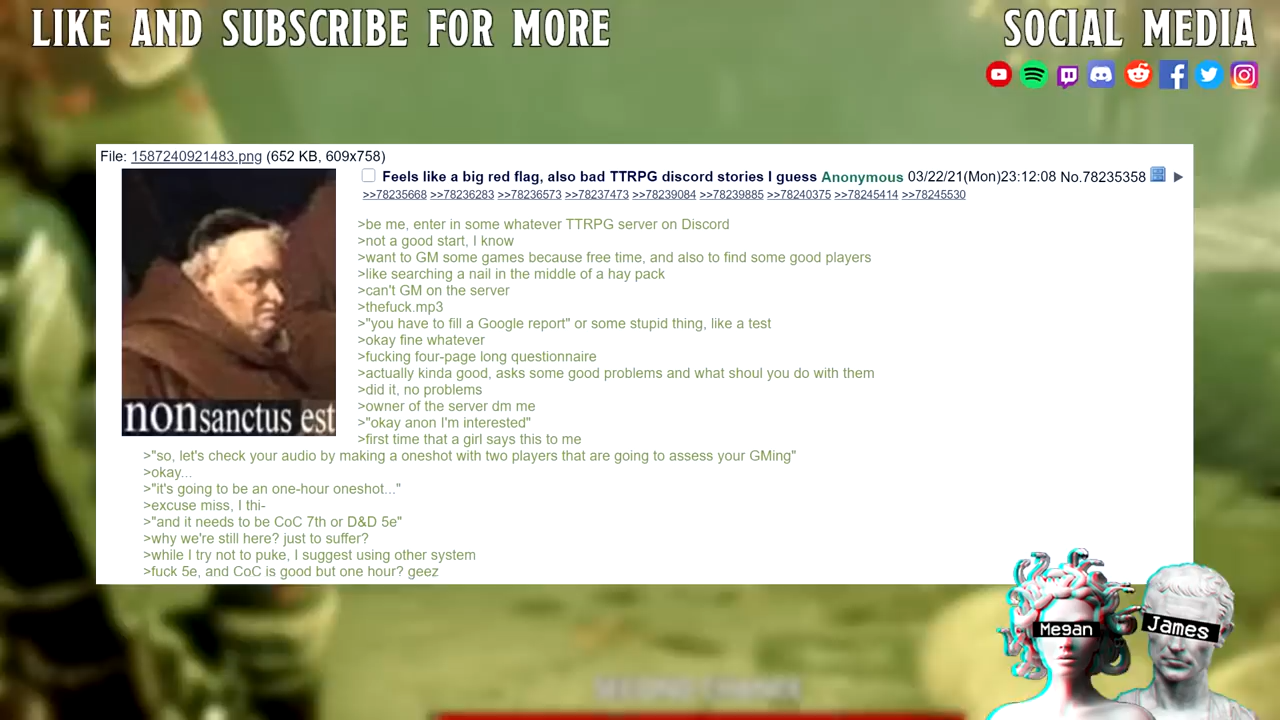 LIKE AND SUBSCRIBE FOR MORE
SOCIAL MEDIA
File: 1587240921483.png (652 KB, 609x758)
Feels like a big red flag, also bad TTRPG discord stories I guess Anonymous 03/22/21(Mon)23:12:08 No.78235358
>>78235668 >>78236283 >>78236573 >>78237473 >>78239084 >>78239885 >>78240375 >>78245414 >>78245530
>be me, enter in some whatever TTRPG server on Discord
>not a good start, I know
>want to GM some games because free time, and also to find some good players
>like searching a nail in the middle of a hay pack
>can't GM on the server
>thefuck.mp3
>"you have to fill a Google report" or some stupid thing, like a test
>okay fine whatever
>fucking four-page long questionnaire
>actually kinda good, asks some good problems and what shoul you do with them
>did it, no problems
>owner of the server dm me
>"okay anon I'm interested"
>first time that a girl says this to me
nonsanctus est
>"so, let's check your audio by making a oneshot with two players that are going to assess your GMing"
>okay...
>"it's going to be an one-hour oneshot..."
>excuse miss, I thi-
>"and it needs to be CoC 7th or D&D 5e"
>why we're still here? just to suffer?
>while I try not to puke, I suggest using other system
>fuck 5e, and CoC is good but one hour? geez
Megan
James